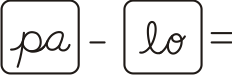 pa - lo =